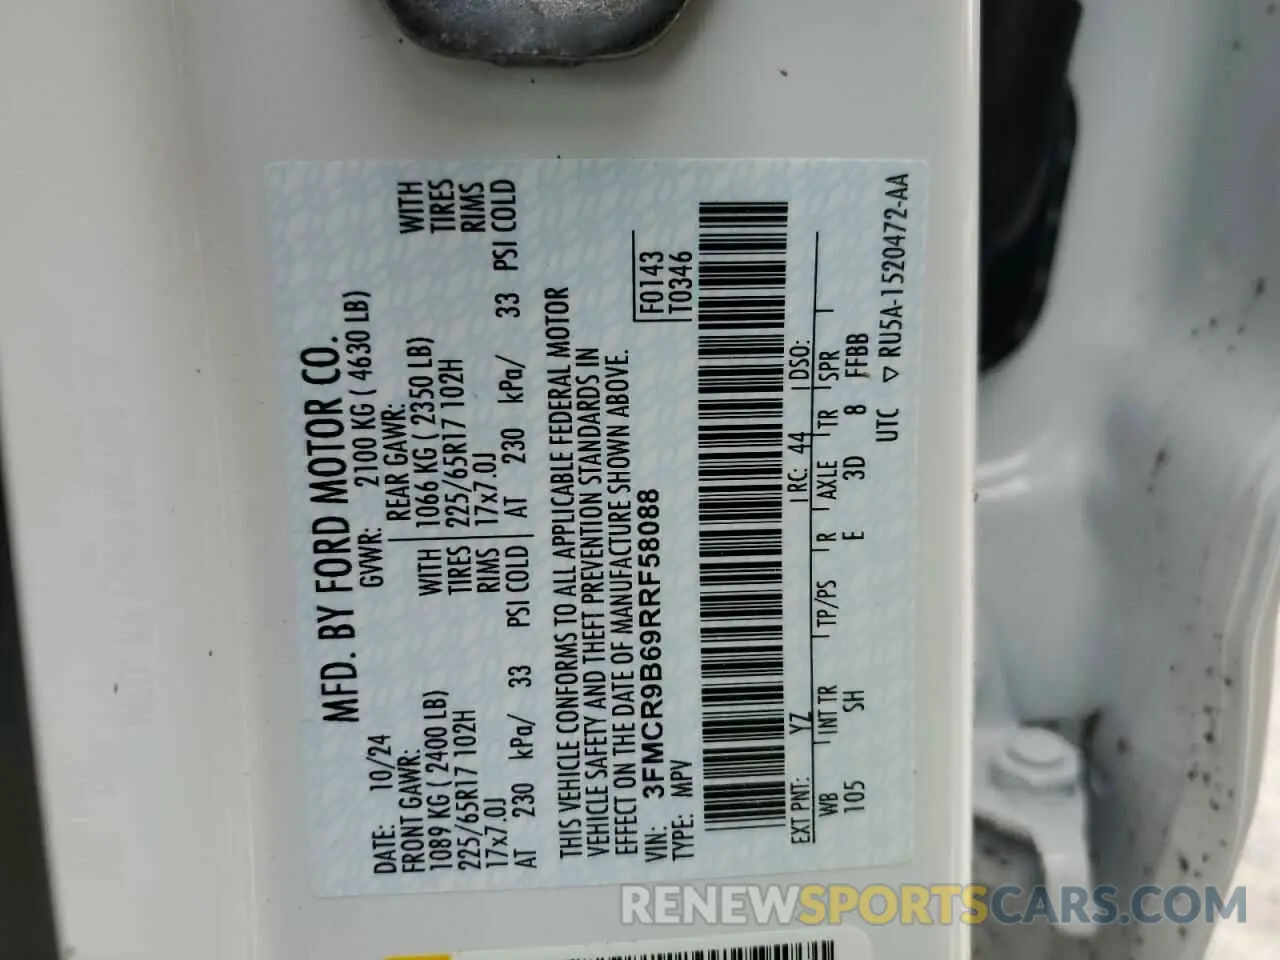 MFD. BY FORD MOTOR CO.
DATE: 10/24 GVWR: 2100 KG ( 4630 LB)
FRONT GAWR: REAR GAWR:
1089 KG ( 2400 LB) WITH 1066 KG ( 2350 LB) WITH
225/65R17 102H TIRES 225/65R17 102H TIRES
17x7.0J RIMS 17x7.0J RIMS
AT 230 kPa/ 33 PSI COLD AT 230 kPa/ 33 PSI COLD
THIS VEHICLE CONFORMS TO ALL APPLICABLE FEDERAL MOTOR
VEHICLE SAFETY AND THEFT PREVENTION STANDARDS IN
EFFECT ON THE DATE OF MANUFACTURE SHOWN ABOVE.
VIN: 3FMCR9B69RRF58088 F0143
TYPE: MPV T0346
EXT PNT: YZ RC: 44 DSO:
WB INT TR TP/PS R AXLE TR SPR
105 SH E 3D 8 FFBB
UTC ▽ RU5A-1520472-AA
RENEWSPORTSCARS.COM